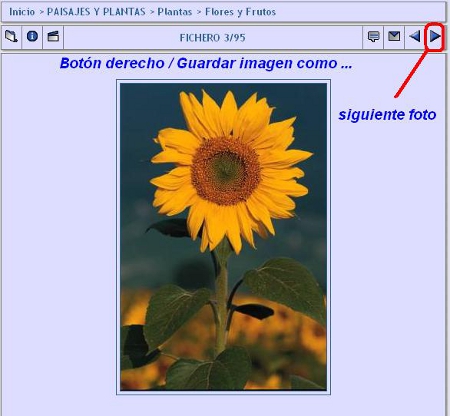 Inicio > PAISAJES Y PLANTAS > Plantas > Flores y Frutos
FICHERO 3/95
Botón derecho / Guardar imagen como ...
siguiente foto